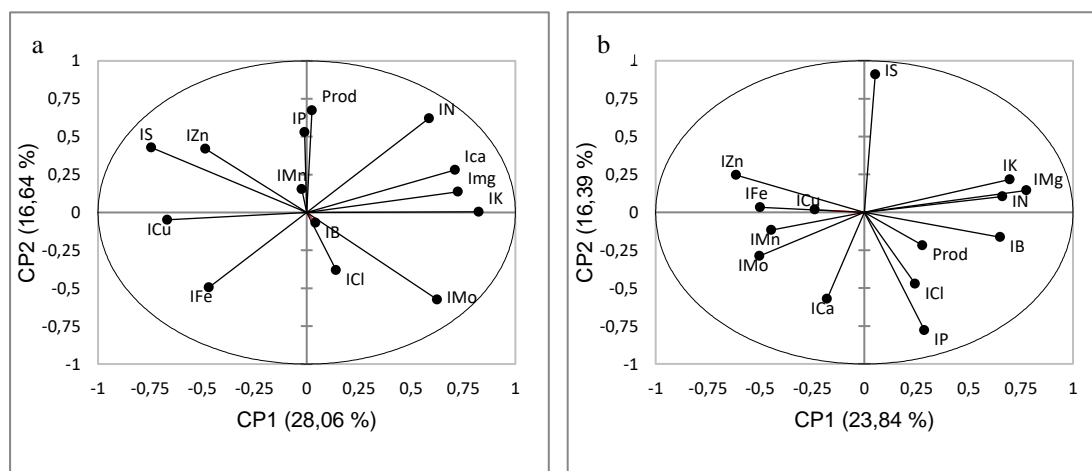 a
1
0,75
0,5
0,25
0
-0,25
-0,5
-0,75
-1
-1 -0,75 -0,5 -0,25 0 0,25 0,5 0,75 1
CP2 (16,64 %)
CP1 (28,06 %)
Prod
IP
IN
IS
IZn
Ica
IMn
Img
IK
ICu
IB
ICl
IFe
IMo
b
1
0,75
0,5
0,25
0
-0,25
-0,5
-0,75
-1
-1 -0,75 -0,5 -0,25 0 0,25 0,5 0,75 1
CP2 (16,39 %)
CP1 (23,84 %)
IS
IZn
IK
IMg
IFe
ICu
IN
IMn
IB
Prod
IMo
ICa
ICl
IP